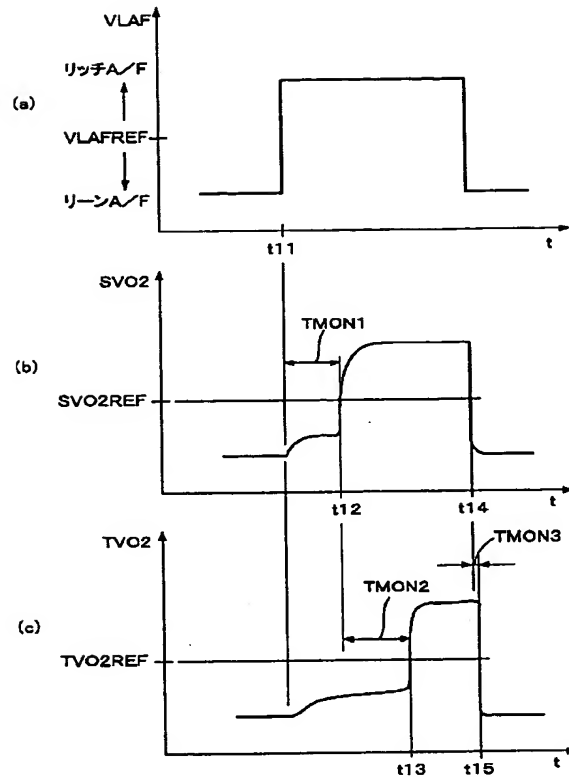 VLAF
リッチA/F
(a)
VLAFREF
リーンA/F
t11
t
SVO2
TMON1
(b)
SVO2REF
t12
t14
t
TVO2
TMON3
TMON2
(c)
TVO2REF
t13
t15
t